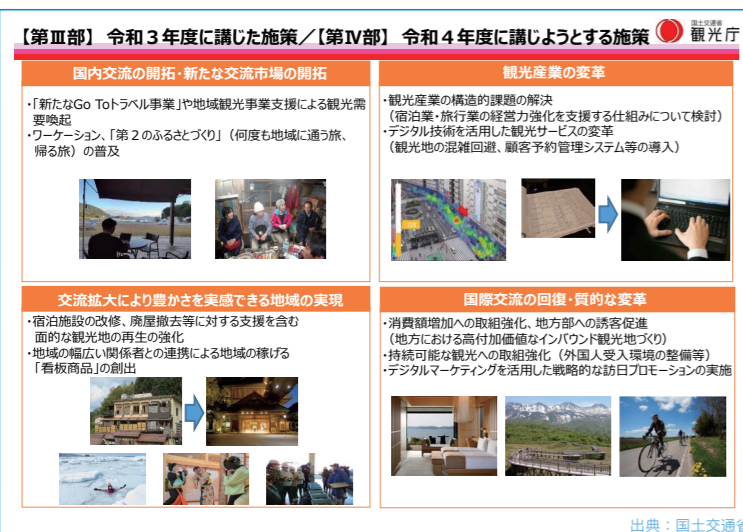 【第Ⅲ部】 令和３年度に講じた施策／【第Ⅳ部】 令和４年度に講じようとする施策
国土交通省
観光庁
国内交流の開拓・新たな交流市場の開拓
・「新たなGo Toトラベル事業」や地域観光事業支援による観光需
要喚起
・ワーケーション、「第２のふるさとづくり」（何度も地域に通う旅、
帰る旅）の普及
観光産業の変革
・観光産業の構造的課題の解決
（宿泊業・旅行業の経営力強化を支援する仕組みについて検討）
・デジタル技術を活用した観光サービスの変革
（観光地の混雑回避、顧客予約管理システム等の導入）
交流拡大により豊かさを実感できる地域の実現
・宿泊施設の改修、廃屋撤去等に対する支援を含む
面的な観光地の再生の強化
・地域の幅広い関係者との連携による地域の稼げる
「看板商品」の創出
国際交流の回復・質的な変革
・消費額増加への取組強化、地方部への誘客促進
（地方における高付加価値なインバウンド観光地づくり）
・持続可能な観光への取組強化（外国人受入環境の整備等）
・デジタルマーケティングを活用した戦略的な訪日プロモーションの実施
出典：国土交通省